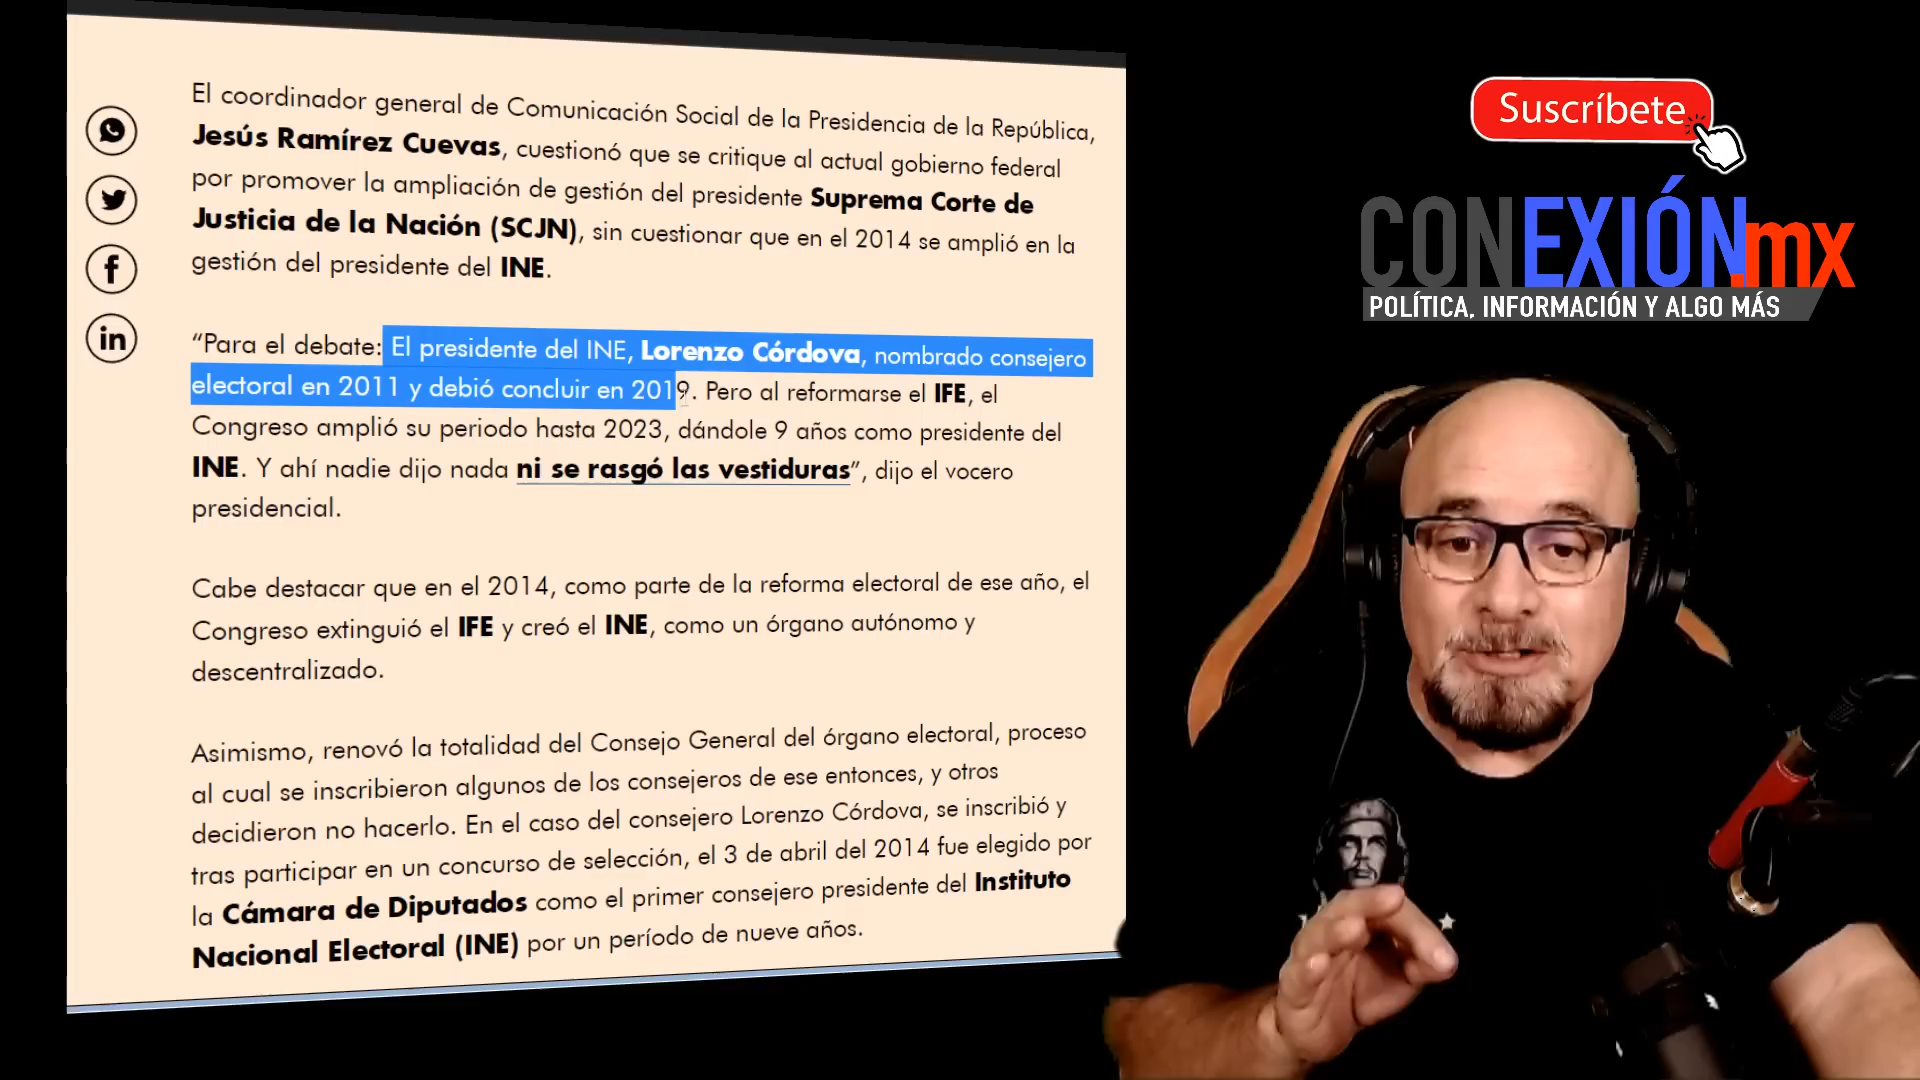 El coordinador general de Comunicación Social de la Presidencia de la República,
Jesús Ramírez Cuevas, cuestionó que se critique al actual gobierno federal
por promover la ampliación de gestión del presidente Suprema Corte de
Justicia de la Nación (SCJN), sin cuestionar que en el 2014 se amplió en la
gestión del presidente del INE.
“Para el debate: El presidente del INE, Lorenzo Córdova, nombrado consejero
electoral en 2011 y debió concluir en 2019. Pero al reformarse el IFE, el
Congreso amplió su periodo hasta 2023, dándole 9 años como presidente del
INE. Y ahí nadie dijo nada ni se rasgó las vestiduras”, dijo el vocero
presidencial.
Cabe destacar que en el 2014, como parte de la reforma electoral de ese año, el
Congreso extinguió el IFE y creó el INE, como un órgano autónomo y
descentralizado.
Asimismo, renovó la totalidad del Consejo General del órgano electoral, proceso
al cual se inscribieron algunos de los consejeros de ese entonces, y otros
decidieron no hacerlo. En el caso del consejero Lorenzo Córdova, se inscribió y
tras participar en un concurso de selección, el 3 de abril del 2014 fue elegido por
la Cámara de Diputados como el primer consejero presidente del Instituto
Nacional Electoral (INE) por un período de nueve años.
f
in
Suscríbete
CONEXIÓN.mx
POLÍTICA, INFORMACIÓN Y ALGO MÁS